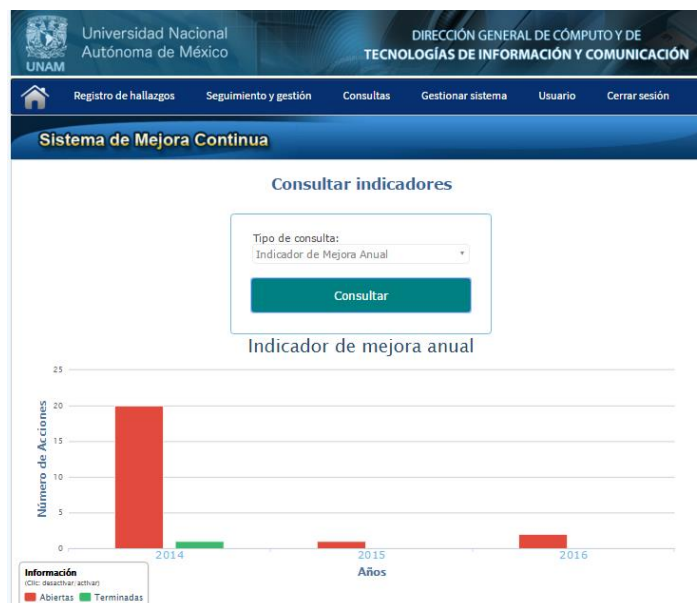 Universidad Nacional
Autónoma de México
UNAM
DIRECCIÓN GENERAL DE CÓMPUTO Y DE
TECNOLOGÍAS DE INFORMACIÓN Y COMUNICACIÓN
Registro de hallazgos Seguimiento y gestión Consultas Gestionar sistema Usuario Cerrar sesión
Sistema de Mejora Continua
Consultar indicadores
Tipo de consulta:
Indicador de Mejora Anual
Consultar
Indicador de mejora anual
Número de Acciones
25
20
15
10
5
0
2014 2015 2016
Años
Información
(Clic: desactivar; activar)
Abiertas Terminadas